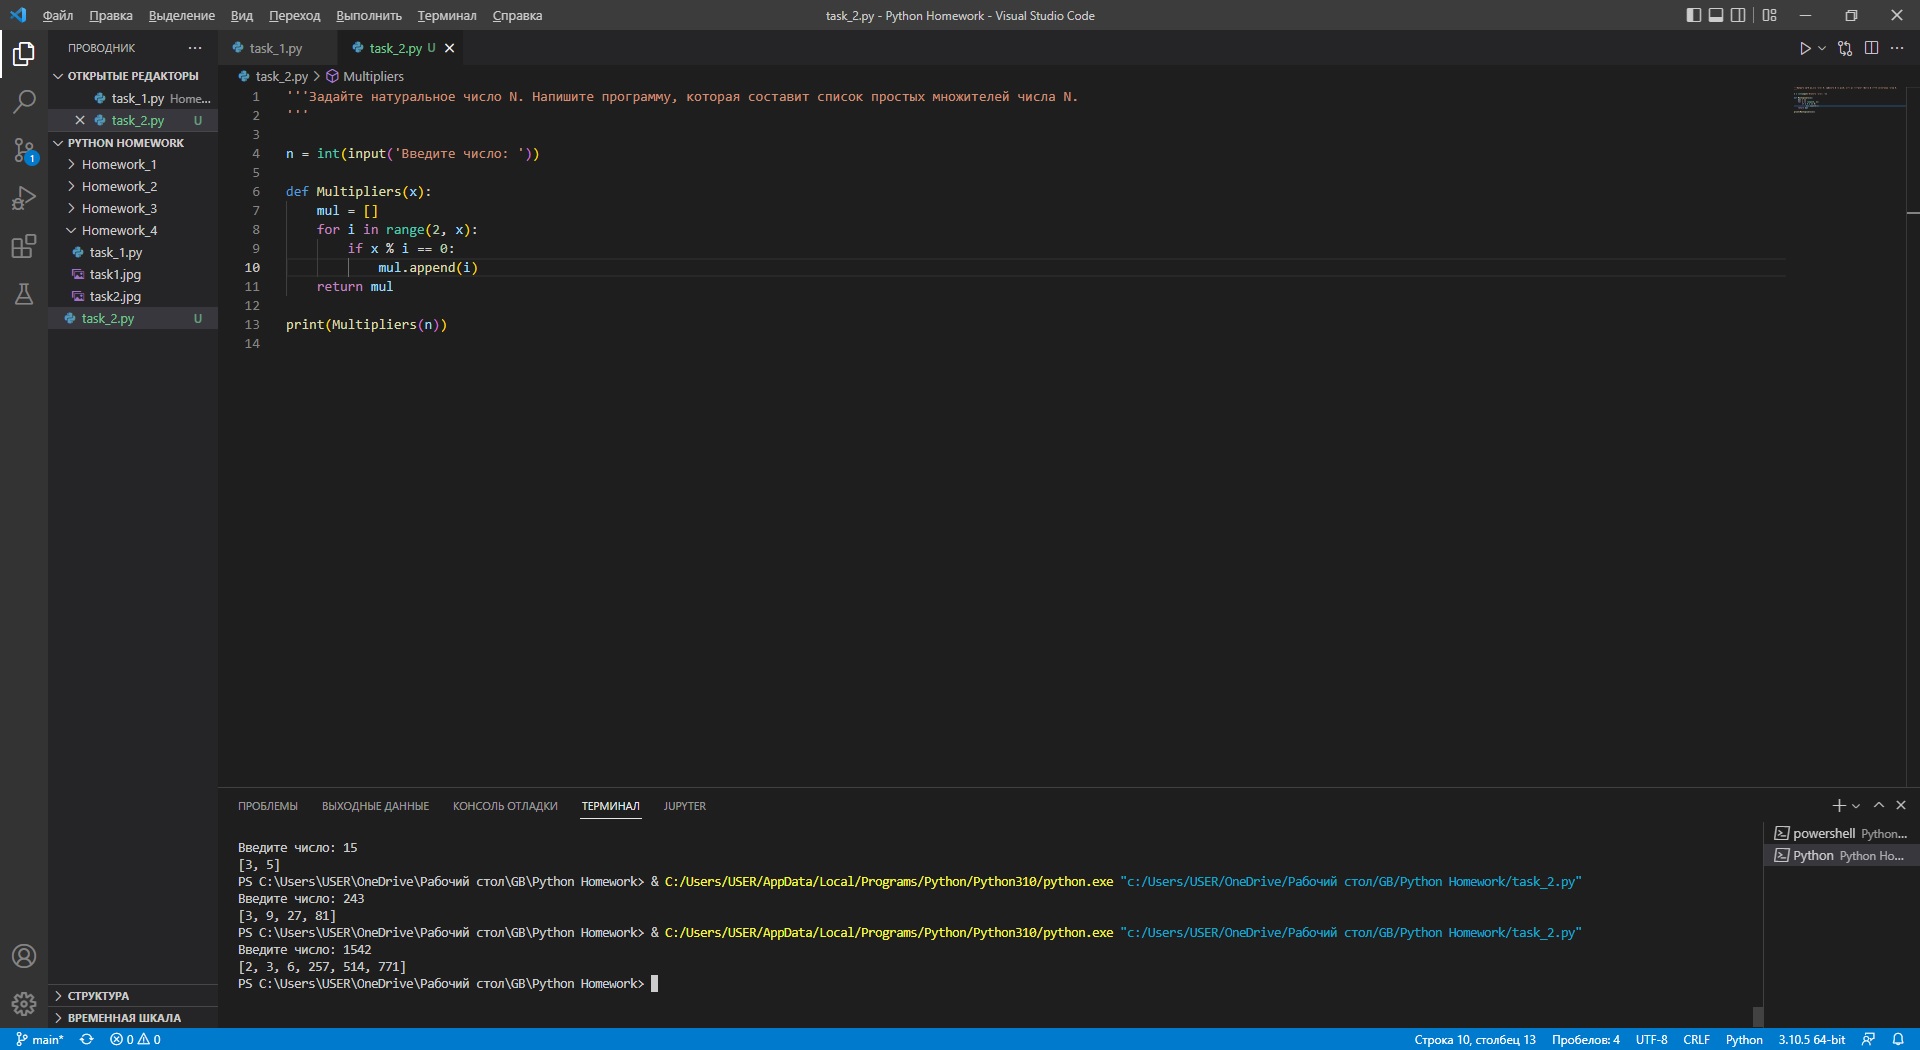 Файл Правка Выделение Вид Переход Выполнить Терминал Справка
task_2.py - Python Homework - Visual Studio Code
ПРОВОДНИК
ОТКРЫТЫЕ РЕДАКТОРЫ
task_1.py Home...
task_2.py U
PYTHON HOMEWORK
Homework_1
Homework_2
Homework_3
Homework_4
task_1.py
task1.jpg
task2.jpg
task_2.py U
СТРУКТУРА
ВРЕМЕННАЯ ШКАЛА
1
task_1.py task_2.py U
task_2.py > Multipliers
1 '''Задайте натуральное число N. Напишите программу, которая составит список простых множителей числа N.
2 '''
3
4 n = int(input('Введите число: '))
5
6 def Multipliers(x):
7 mul = []
8 for i in range(2, x):
9 if x % i == 0:
10 mul.append(i)
11 return mul
12
13 print(Multipliers(n))
14
ПРОБЛЕМЫ ВЫХОДНЫЕ ДАННЫЕ КОНСОЛЬ ОТЛАДКИ ТЕРМИНАЛ JUPYTER
Введите число: 15
[3, 5]
PS C:\Users\USER\OneDrive\Рабочий стол\GB\Python Homework> & C:/Users/USER/AppData/Local/Programs/Python/Python310/python.exe "c:/Users/USER/OneDrive/Рабочий стол/GB/Python Homework/task_2.py"
Введите число: 243
[3, 9, 27, 81]
PS C:\Users\USER\OneDrive\Рабочий стол\GB\Python Homework> & C:/Users/USER/AppData/Local/Programs/Python/Python310/python.exe "c:/Users/USER/OneDrive/Рабочий стол/GB/Python Homework/task_2.py"
Введите число: 1542
[2, 3, 6, 257, 514, 771]
PS C:\Users\USER\OneDrive\Рабочий стол\GB\Python Homework>
powershell Python...
Python Python Ho...
main* 0 0 Строка 10, столбец 13 Пробелов: 4 UTF-8 CRLF Python 3.10.5 64-bit